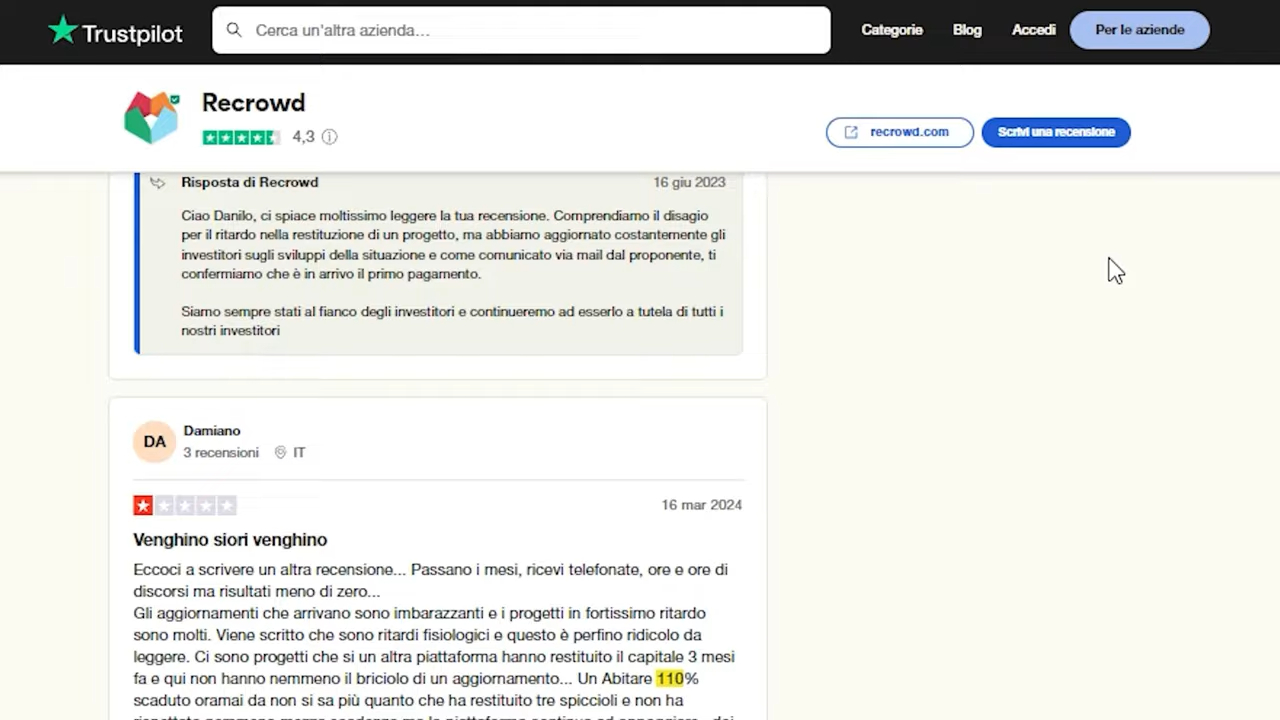 Trustpilot
Cerca un'altra azienda...
Categorie
Blog
Accedi
Per le aziende
Recrowd
4,3
recrowd.com
Scrivi una recensione
Risposta di Recrowd
16 giu 2023
Ciao Danilo, ci spiace moltissimo leggere la tua recensione. Comprendiamo il disagio
per il ritardo nella restituzione di un progetto, ma abbiamo aggiornato costantemente gli
investitori sugli sviluppi della situazione e come comunicato via mail dal proponente, ti
confermiamo che è in arrivo il primo pagamento.
Siamo sempre stati al fianco degli investitori e continueremo ad esserlo a tutela di tutti i
nostri investitori
DA
Damiano
3 recensioni
IT
16 mar 2024
Venghino siori venghino
Eccoci a scrivere un altra recensione... Passano i mesi, ricevi telefonate, ore e ore di
discorsi ma risultati meno di zero...
Gli aggiornamenti che arrivano sono imbarazzanti e i progetti in fortissimo ritardo
sono molti. Viene scritto che sono ritardi fisiologici e questo è perfino ridicolo da
leggere. Ci sono progetti che si un altra piattaforma hanno restituito il capitale 3 mesi
fa e qui non hanno nemmeno il briciolo di un aggiornamento... Un Abitare 110%
scaduto oramai da non si sa più quanto che ha restituito tre spiccioli e non ha